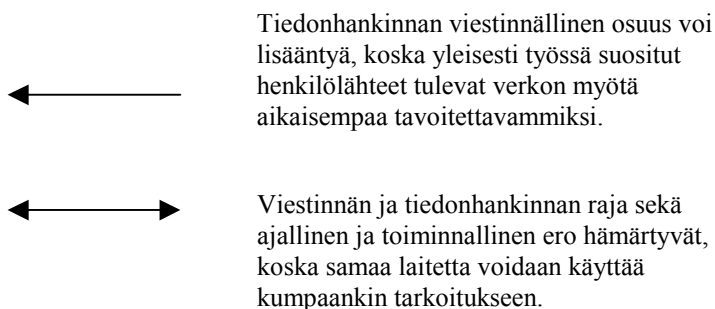 Tiedonhankinnan viestinnällinen osuus voi
lisääntyä, koska yleisesti työssä suositut
henkilölähteet tulevat verkon myötä
aikaisempaa tavoitettavammiksi.
Viestinnän ja tiedonhankinnan raja sekä
ajallinen ja toiminnallinen ero hämärtyvät,
koska samaa laitetta voidaan käyttää
kumpaankin tarkoitukseen.